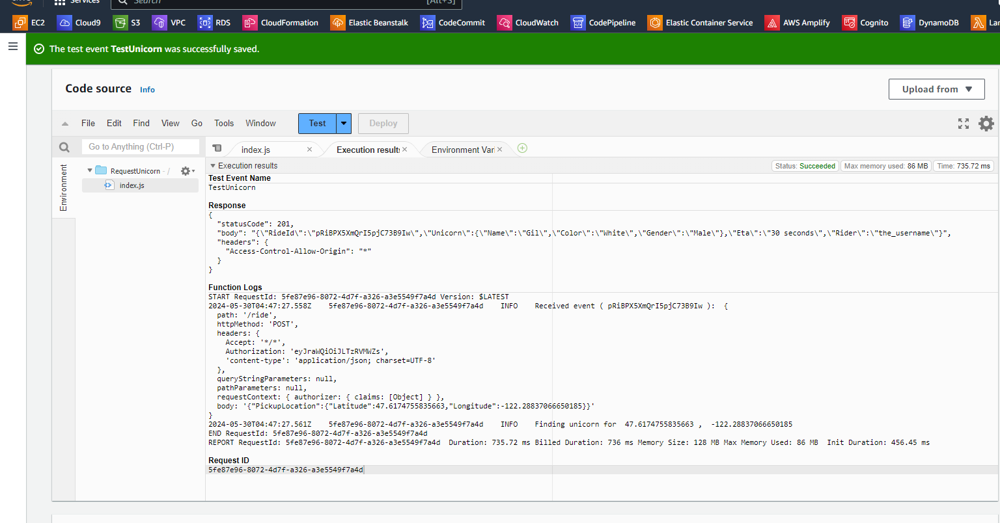 Services
Search
[Alt+S]
EC2 Cloud9 S3 VPC RDS CloudFormation Elastic Beanstalk CodeCommit CloudWatch CodePipeline Elastic Container Service AWS Amplify Cognito DynamoDB
The test event TestUnicorn was successfully saved.
Code source Info
Upload from
File Edit Find View Go Tools Window Test Deploy
Go to Anything (Ctrl-P)
index.js Execution results Environment Var
Environment
RequestUnicorn - /
index.js
Execution results Status: Succeeded Max memory used: 86 MB Time: 735.72 ms
Test Event Name
TestUnicorn
Response
{
"statusCode": 201,
"body": "{\"RideId\":\"pRiBPX5XmQrI5pjC73B9Iw\",\"Unicorn\":{\"Name\":\"Gil\",\"Color\":\"White\",\"Gender\":\"Male\"},\"Eta\":\"30 seconds\",\"Rider\":\"the_username\"}",
"headers": {
"Access-Control-Allow-Origin": "*"
}
}
Function Logs
START RequestId: 5fe87e96-8072-4d7f-a326-a3e5549f7a4d Version: $LATEST
2024-05-30T04:47:27.558Z 5fe87e96-8072-4d7f-a326-a3e5549f7a4d INFO Received event ( pRiBPX5XmQrI5pjC73B9Iw ): {
path: '/ride',
httpMethod: 'POST',
headers: {
Accept: '*/*',
Authorization: 'eyJraWQiOiJLTzRVMWZs',
'content-type': 'application/json; charset=UTF-8'
},
queryStringParameters: null,
pathParameters: null,
requestContext: { authorizer: { claims: [Object] } },
body: '{"PickupLocation":{"Latitude":47.6174755835663,"Longitude":-122.28837066650185}}'
}
2024-05-30T04:47:27.561Z 5fe87e96-8072-4d7f-a326-a3e5549f7a4d INFO Finding unicorn for 47.6174755835663 , -122.28837066650185
END RequestId: 5fe87e96-8072-4d7f-a326-a3e5549f7a4d
REPORT RequestId: 5fe87e96-8072-4d7f-a326-a3e5549f7a4d Duration: 735.72 ms Billed Duration: 736 ms Memory Size: 128 MB Max Memory Used: 86 MB Init Duration: 456.45 ms
Request ID
5fe87e96-8072-4d7f-a326-a3e5549f7a4d